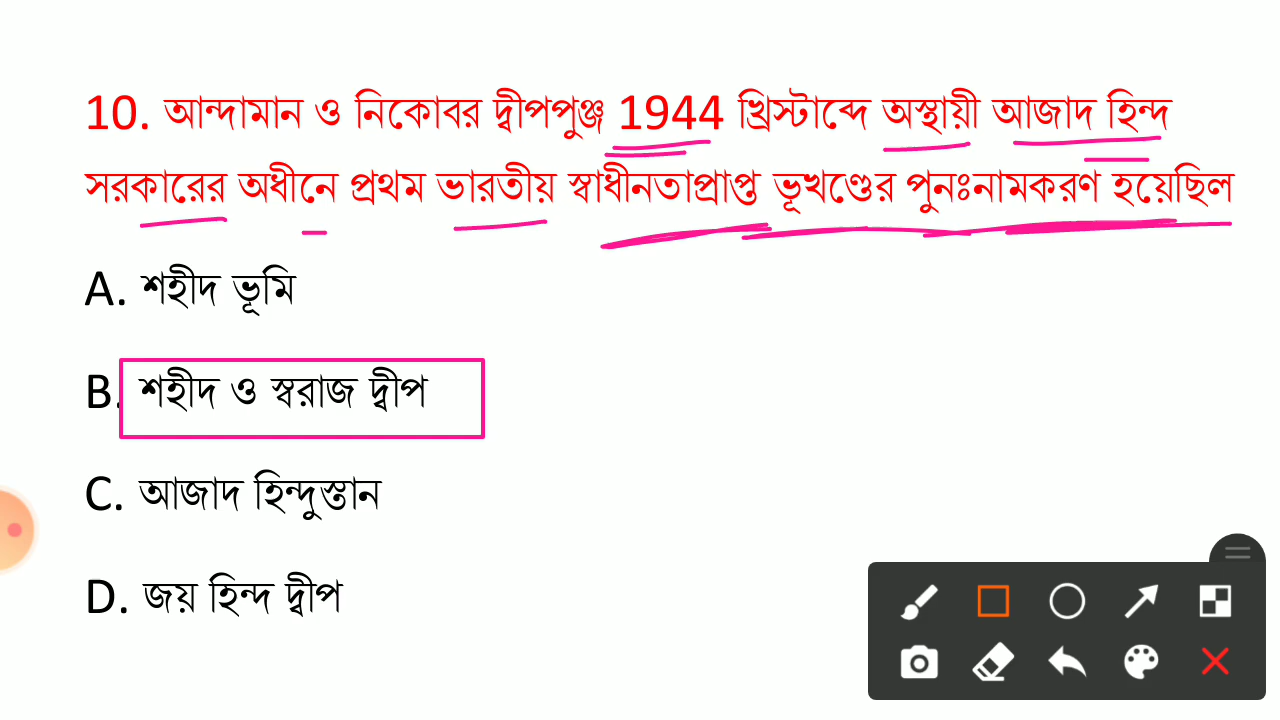 10. আন্দামান ও নিকোবর দ্বীপপুঞ্জ 1944 খ্রিস্টাব্দে অস্থায়ী আজাদ হিন্দ
সরকারের অধীনে প্রথম ভারতীয় স্বাধীনতাপ্রাপ্ত ভূখণ্ডের পুনঃনামকরণ হয়েছিল
A. শহীদ ভূমি
B. শহীদ ও স্বরাজ দ্বীপ
C. আজাদ হিন্দুস্তান
D. জয় হিন্দ দ্বীপ